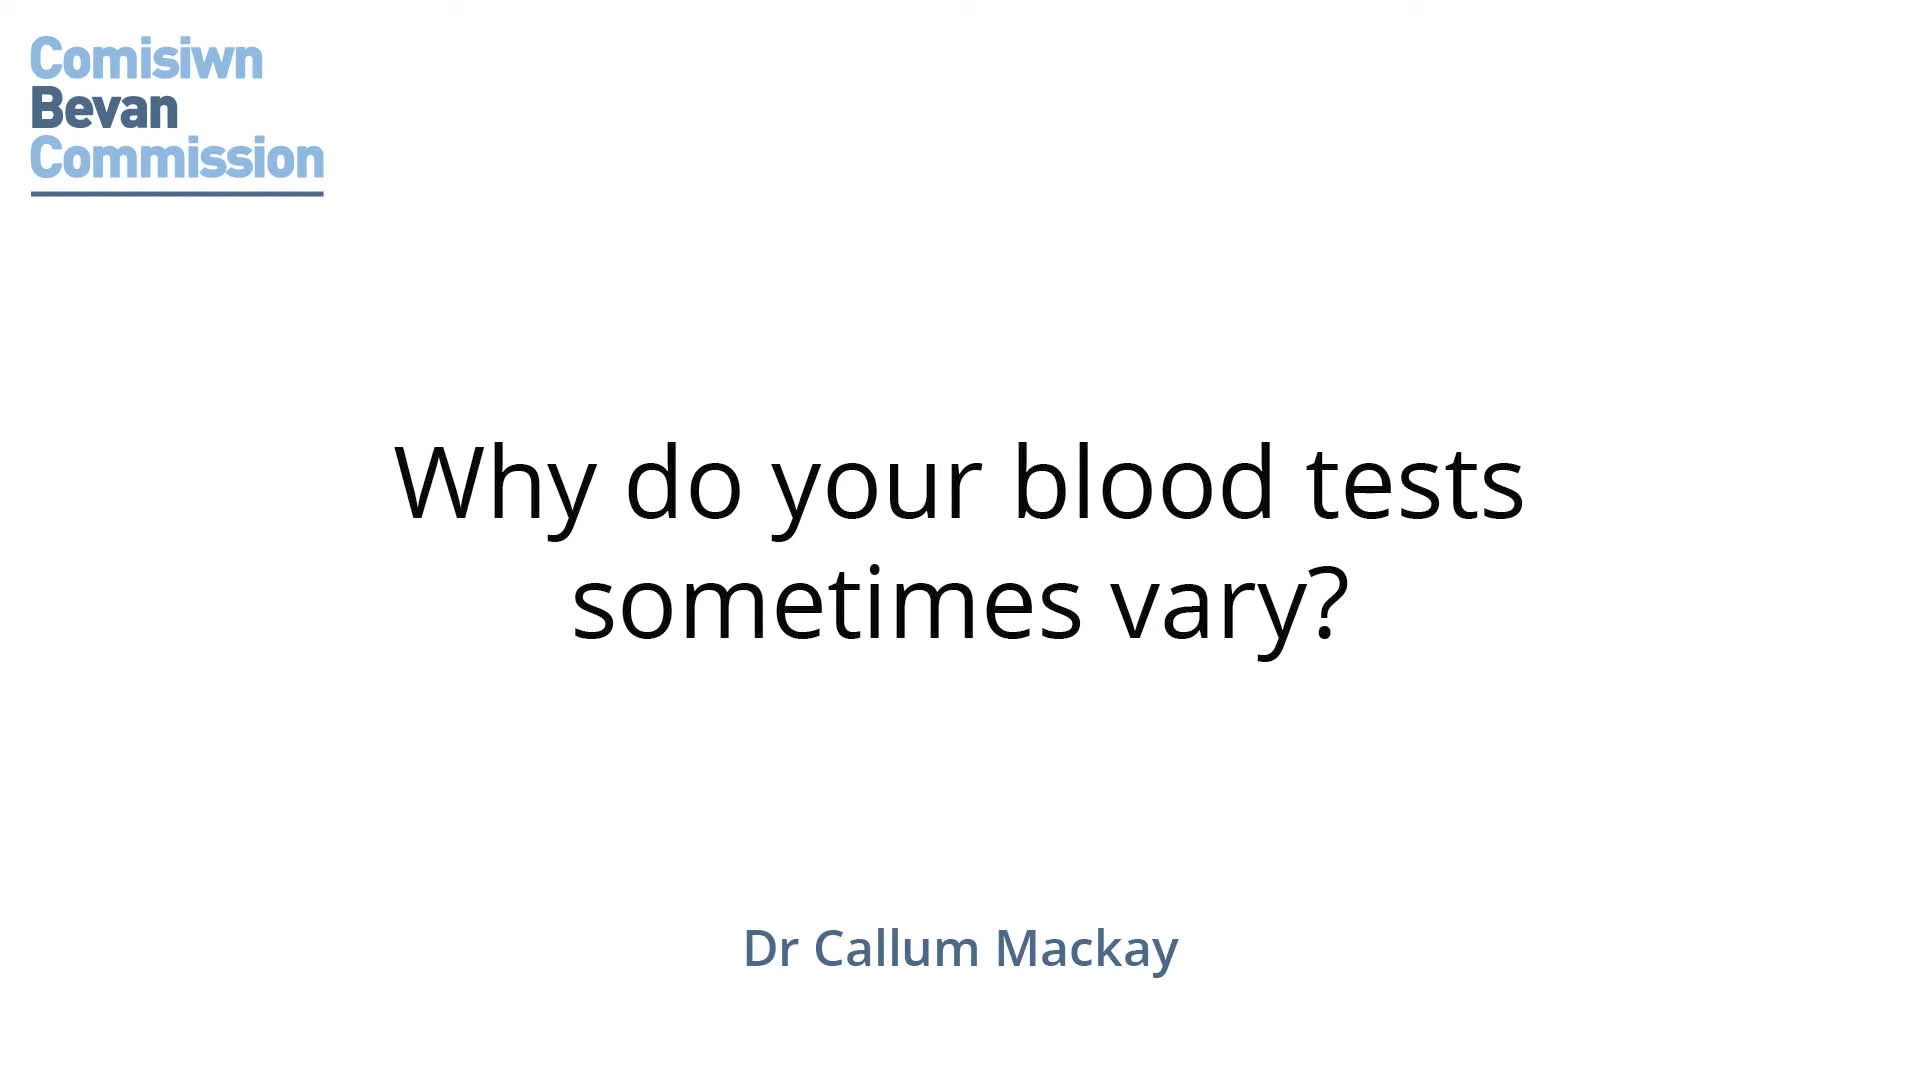 Comisiwn
Bevan
Commission
Why do your blood tests
sometimes vary?
Dr Callum Mackay